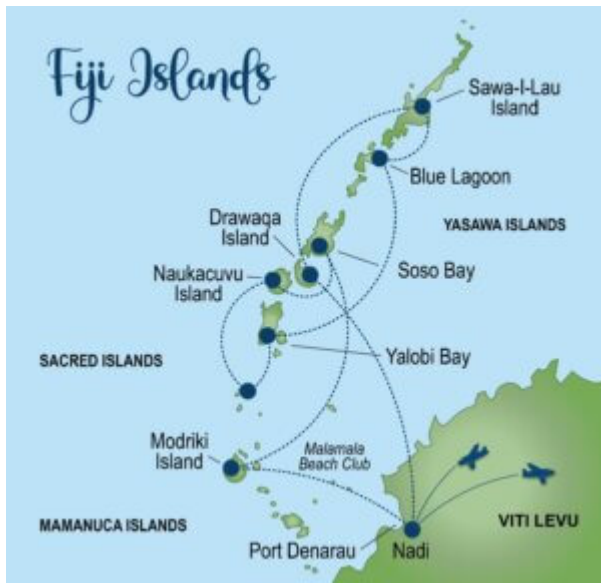 Fiji Islands
Sawa-I-Lau
Island
Blue Lagoon
Drawaqa
Island
YASAWA ISLANDS
Naukacuvu
Island
Soso Bay
SACRED ISLANDS
Yalobi Bay
Modriki
Island
Malamala
Beach Club
MAMANUCA ISLANDS
VITI LEVU
Port Denarau
Nadi